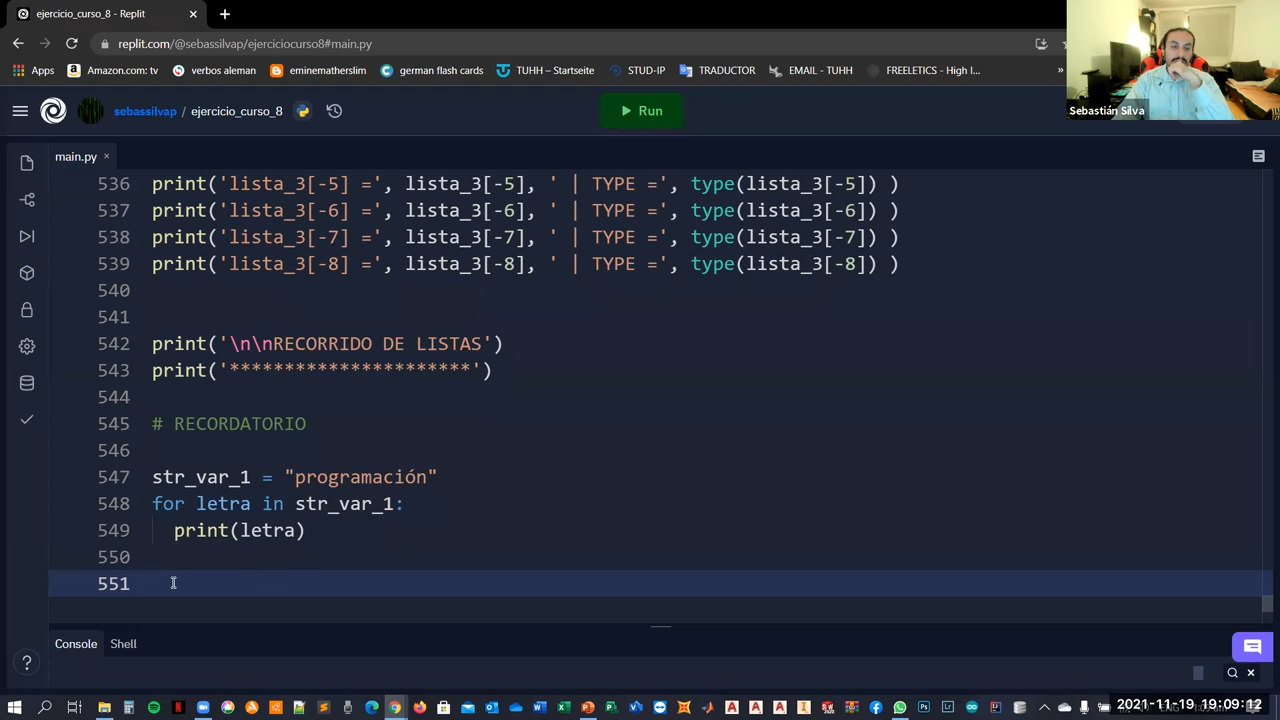 ejercicio_curso_8 - Replit
replit.com/@sebassilvap/ejerciciocurso8#main.py
Apps Amazon.com: tv verbos aleman eminemathers​lim german flash cards TUHH – Startseite STUD-IP TRADUCTOR EMAIL - TUHH FREELETICS - High I... »
Sebastián Silva
sebassilvap / ejercicio_curso_8
Run
main.py
536 print('lista_3[-5] =', lista_3[-5], ' | TYPE =', type(lista_3[-5]) )
537 print('lista_3[-6] =', lista_3[-6], ' | TYPE =', type(lista_3[-6]) )
538 print('lista_3[-7] =', lista_3[-7], ' | TYPE =', type(lista_3[-7]) )
539 print('lista_3[-8] =', lista_3[-8], ' | TYPE =', type(lista_3[-8]) )
540
541
542 print('\n\nRECORRIDO DE LISTAS')
543 print('**********************')
544
545 # RECORDATORIO
546
547 str_var_1 = "programación"
548 for letra in str_var_1:
549 print(letra)
550
551
Console Shell
2021-11-19 19:09:12